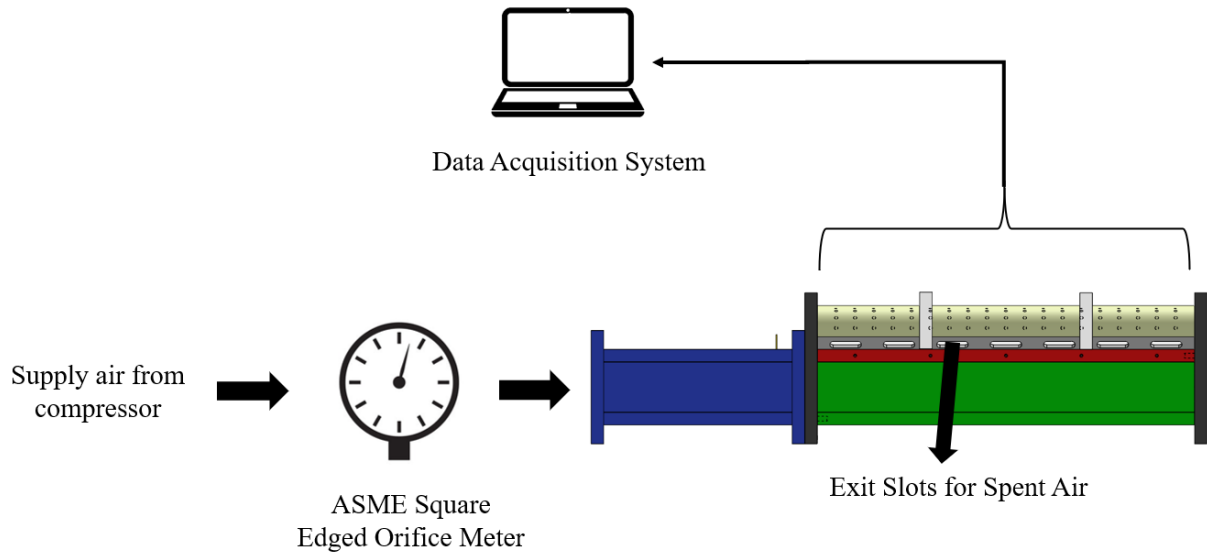 Data Acquisition System
Supply air from
compressor
ASME Square
Edged Orifice Meter
Exit Slots for Spent Air